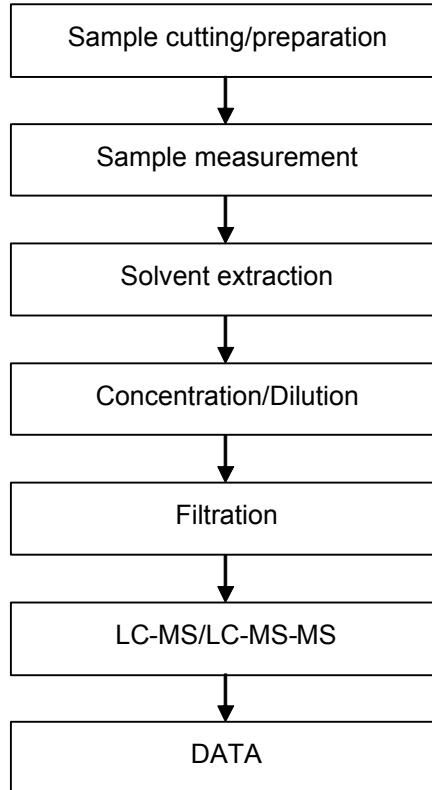 Sample cutting/preparation
Sample measurement
Solvent extraction
Concentration/Dilution
Filtration
LC-MS/LC-MS-MS
DATA